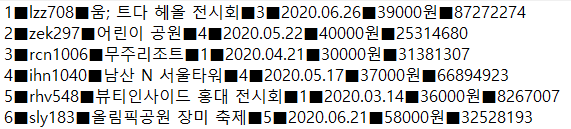 1■lzz708■움; 트다 헤올 전시회■3■2020.06.26■39000원■87272274
2■zek297■어린이 공원■4■2020.05.22■40000원■25314680
3■rcn1006■무주리조트■1■2020.04.21■30000원■31381307
4■ihn1040■남산 N 서울타워■4■2020.05.17■37000원■66894923
5■rhv548■뷰티인사이드 홍대 전시회■1■2020.03.14■36000원■8267007
6■sly183■올림픽공원 장미 축제■5■2020.06.21■58000원■32528193